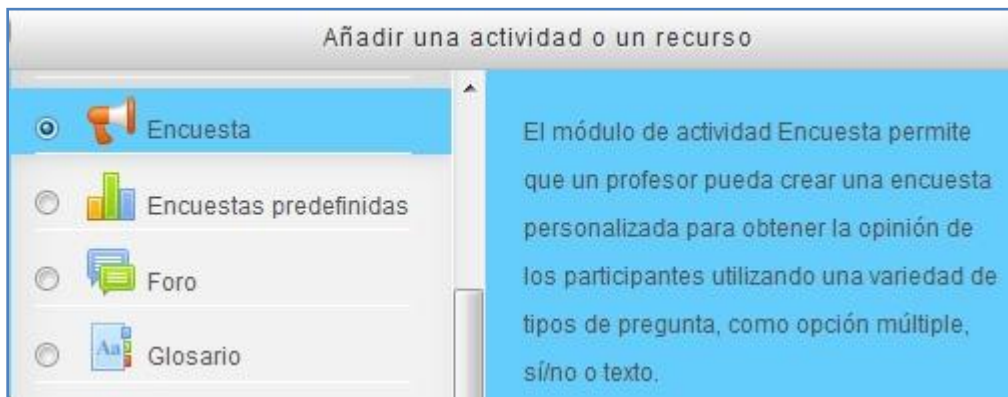 Añadir una actividad o un recurso
Encuesta
Encuestas predefinidas
Foro
Aa
Glosario
El módulo de actividad Encuesta permite
que un profesor pueda crear una encuesta
personalizada para obtener la opinión de
los participantes utilizando una variedad de
tipos de pregunta, como opción múltiple,
sí/no o texto.